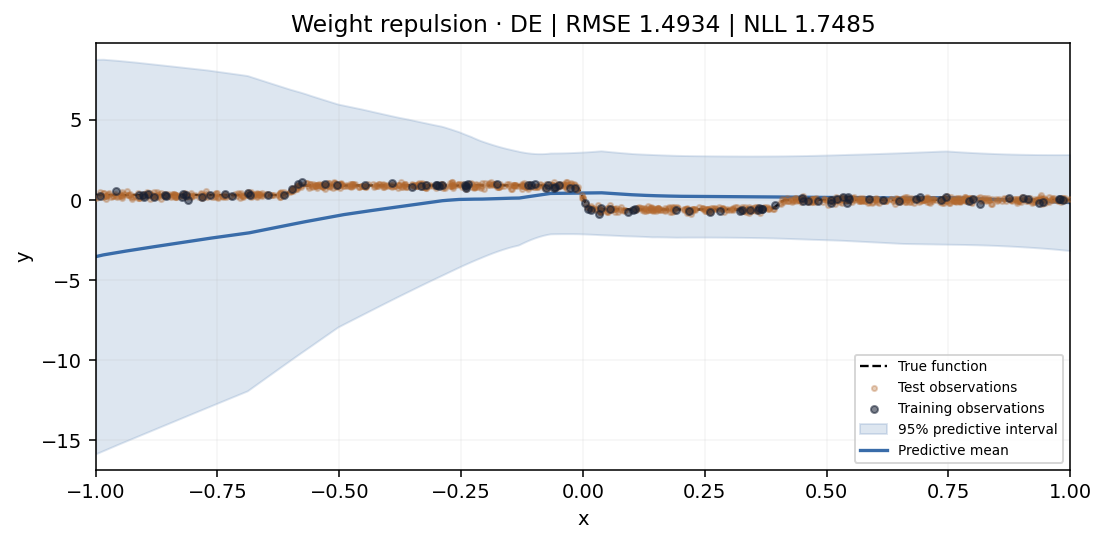 Weight repulsion · DE | RMSE 1.4934 | NLL 1.7485
y
5
0
−5
−10
−15
True function
Test observations
Training observations
95% predictive interval
Predictive mean
−1.00 −0.75 −0.50 −0.25 0.00 0.25 0.50 0.75 1.00
x